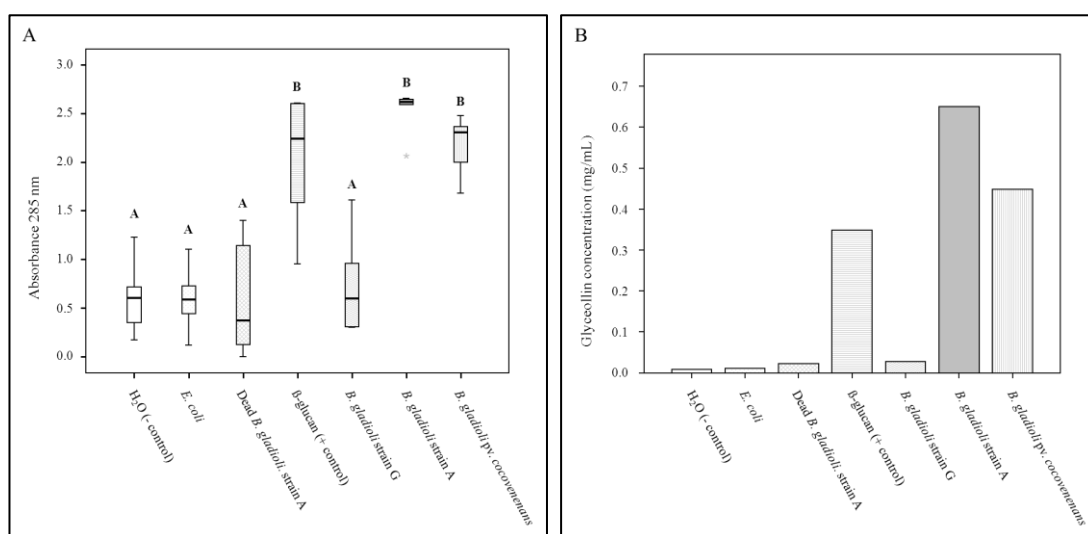 A
Absorbance 285 nm
3.0
2.5
2.0
1.5
1.0
0.5
0.0
A
A
A
B
A
B
B
H₂O (- control)
E. coli
Dead B. gladioli. strain A
β-glucan (+ control)
B. gladioli strain G
B. gladioli strain A
B. gladioli pv. cocovenenans
B
Glyceollin concentration (mg/mL)
0.7
0.6
0.5
0.4
0.3
0.2
0.1
0.0
H₂O (- control)
E. coli
Dead B. gladioli. strain A
β-glucan (+ control)
B. gladioli strain G
B. gladioli strain A
B. gladioli pv. cocovenenans